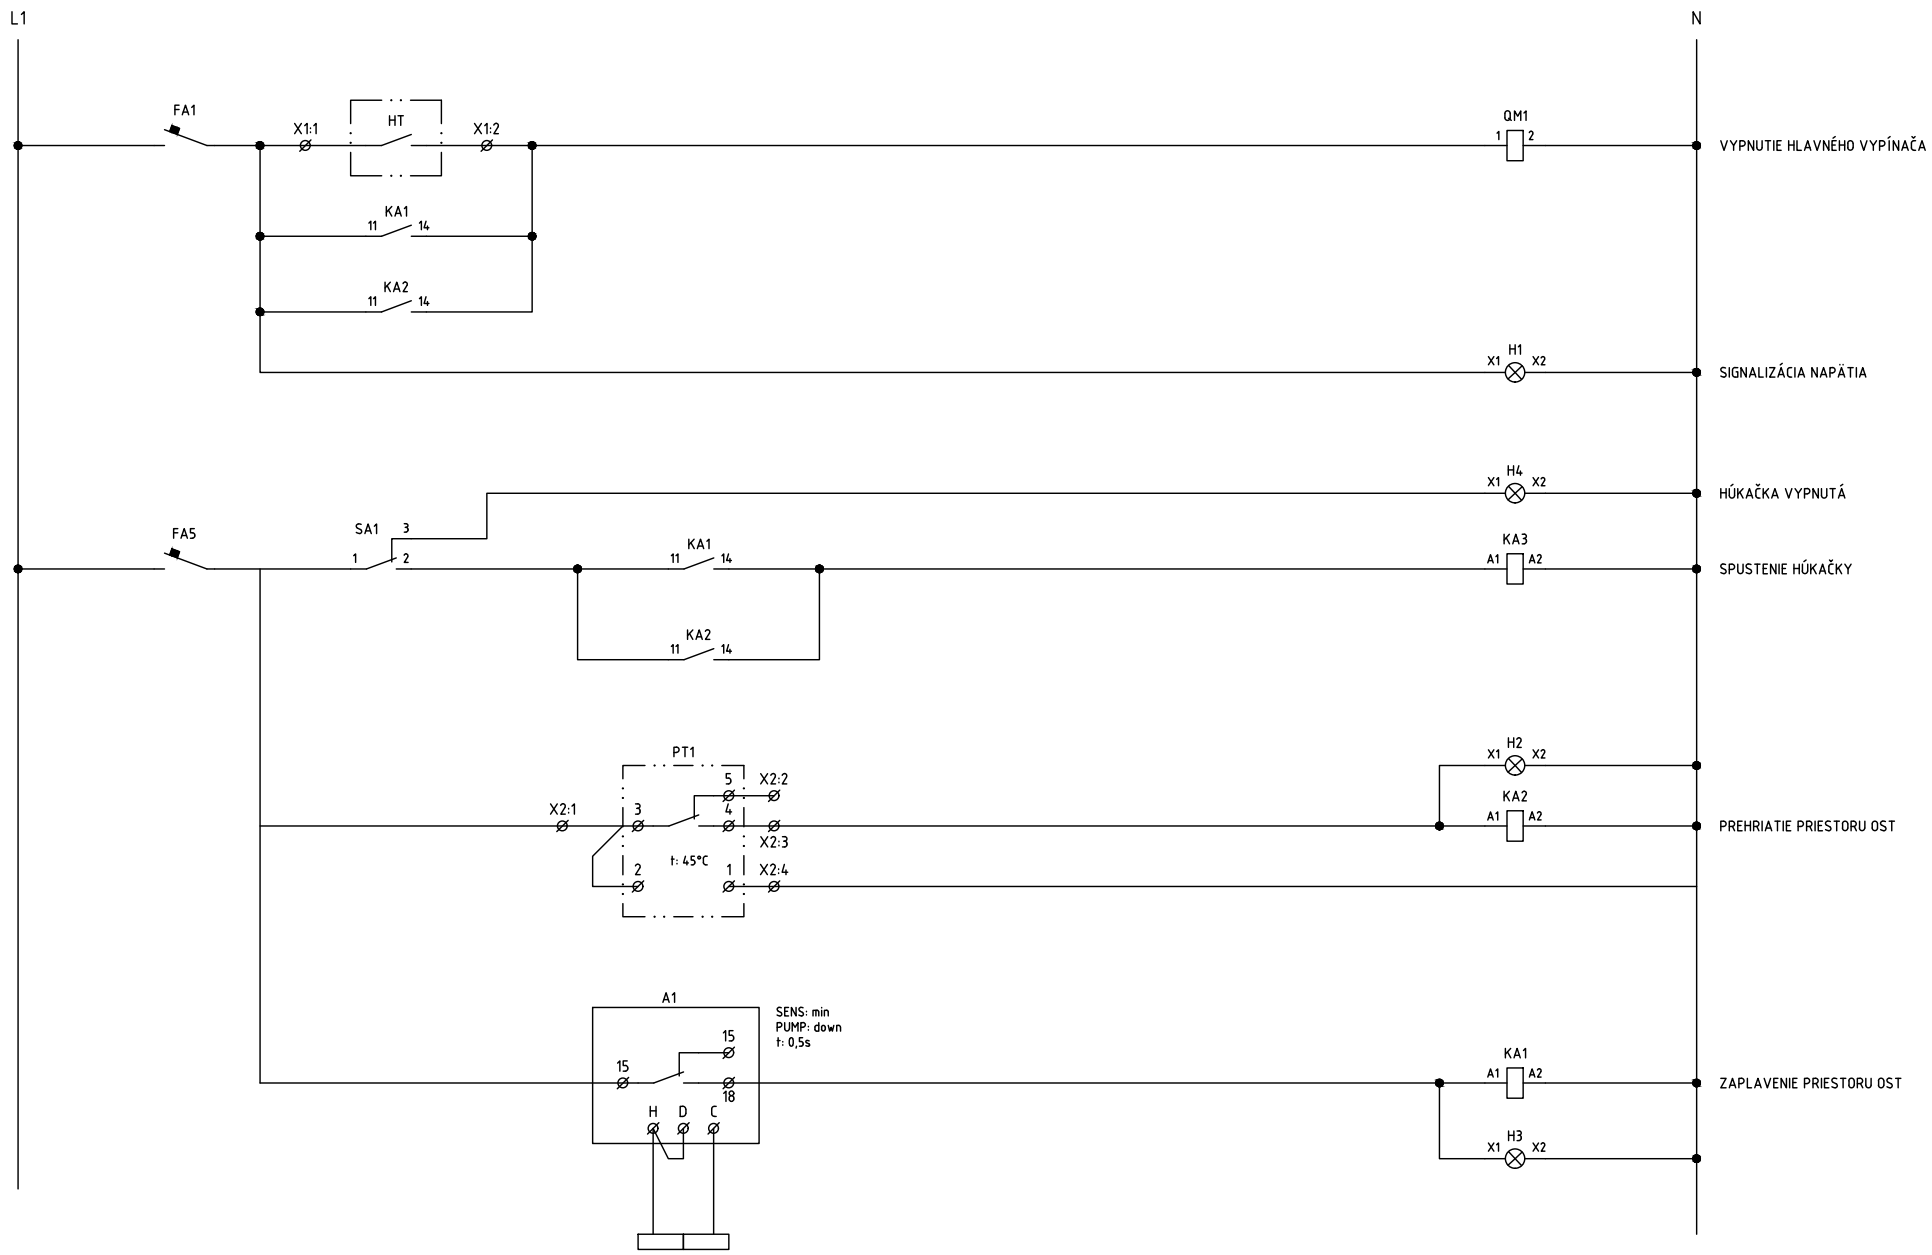 L1 N
FA1
X1:1 HT X1:2
QM1
1 2
VYPNUTIE HLAVNÉHO VYPÍNAČA
KA1
11 14
KA2
11 14
H1
X1 X2
SIGNALIZÁCIA NAPÄTIA
H4
X1 X2
HÚKAČKA VYPNUTÁ
FA5
SA1 3
1 2
KA1
11 14
KA3
A1 A2
SPUSTENIE HÚKAČKY
KA2
11 14
PT1
H2
X1 X2
5 X2:2
X2:1 3 4
X2:3
KA2
A1 A2
PREHRIATIE PRIESTORU OST
t: 45°C
2 1 X2:4
A1
SENS: min
PUMP: down
t: 0,5s
15
15
18
KA1
A1 A2
ZAPLAVENIE PRIESTORU OST
H D C
H3
X1 X2